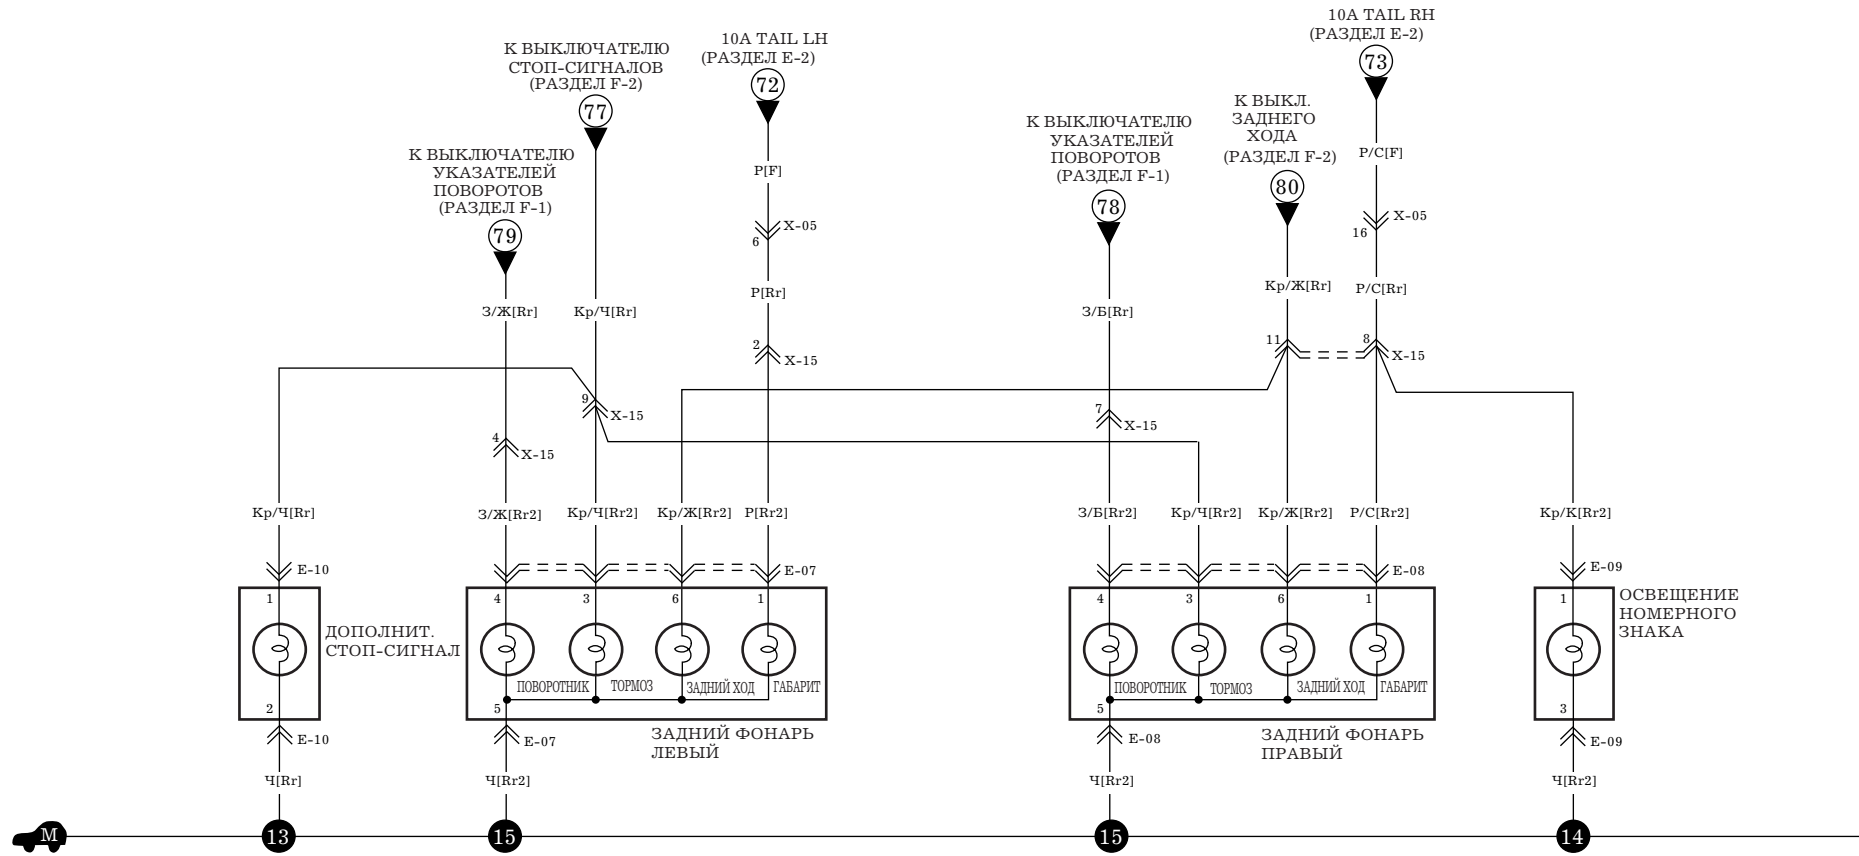 10A TAIL RH
(РАЗДЕЛ E-2)
73
10A TAIL LH
(РАЗДЕЛ E-2)
72
К ВЫКЛЮЧАТЕЛЮ
СТОП-СИГНАЛОВ
(РАЗДЕЛ F-2)
77
К ВЫКЛ.
ЗАДНЕГО
ХОДА
(РАЗДЕЛ F-2)
80
К ВЫКЛЮЧАТЕЛЮ
УКАЗАТЕЛЕЙ
ПОВОРОТОВ
(РАЗДЕЛ F-1)
78
К ВЫКЛЮЧАТЕЛЮ
УКАЗАТЕЛЕЙ
ПОВОРОТОВ
(РАЗДЕЛ F-1)
79
Р[F]
Р/С[F]
X-05
6
X-05
16
Р[Rr]
Кр/Ж[Rr]
Р/С[Rr]
З/Ж[Rr]
Кр/Ч[Rr]
З/Б[Rr]
2
X-15
11
8
X-15
9
X-15
7
X-15
4
X-15
Кр/Ч[Rr]
З/Ж[Rr2]
Кр/Ч[Rr2]
Кр/Ж[Rr2]
Р[Rr2]
З/Б[Rr2]
Кр/Ч[Rr2]
Кр/Ж[Rr2]
Р/С[Rr2]
Кр/К[Rr2]
E-10
E-07
E-08
E-09
1
4
3
6
1
4
3
6
1
1
ДОПОЛНИТ.
СТОП-СИГНАЛ
ОСВЕЩЕНИЕ
НОМЕРНОГО
ЗНАКА
ПОВОРОТНИК
ТОРМОЗ
ЗАДНИЙ ХОД
ГАБАРИТ
ПОВОРОТНИК
ТОРМОЗ
ЗАДНИЙ ХОД
ГАБАРИТ
2
5
5
3
E-10
E-07
ЗАДНИЙ ФОНАРЬ
ЛЕВЫЙ
E-08
ЗАДНИЙ ФОНАРЬ
ПРАВЫЙ
E-09
Ч[Rr]
Ч[Rr2]
Ч[Rr2]
Ч[Rr2]
M
13
15
15
14